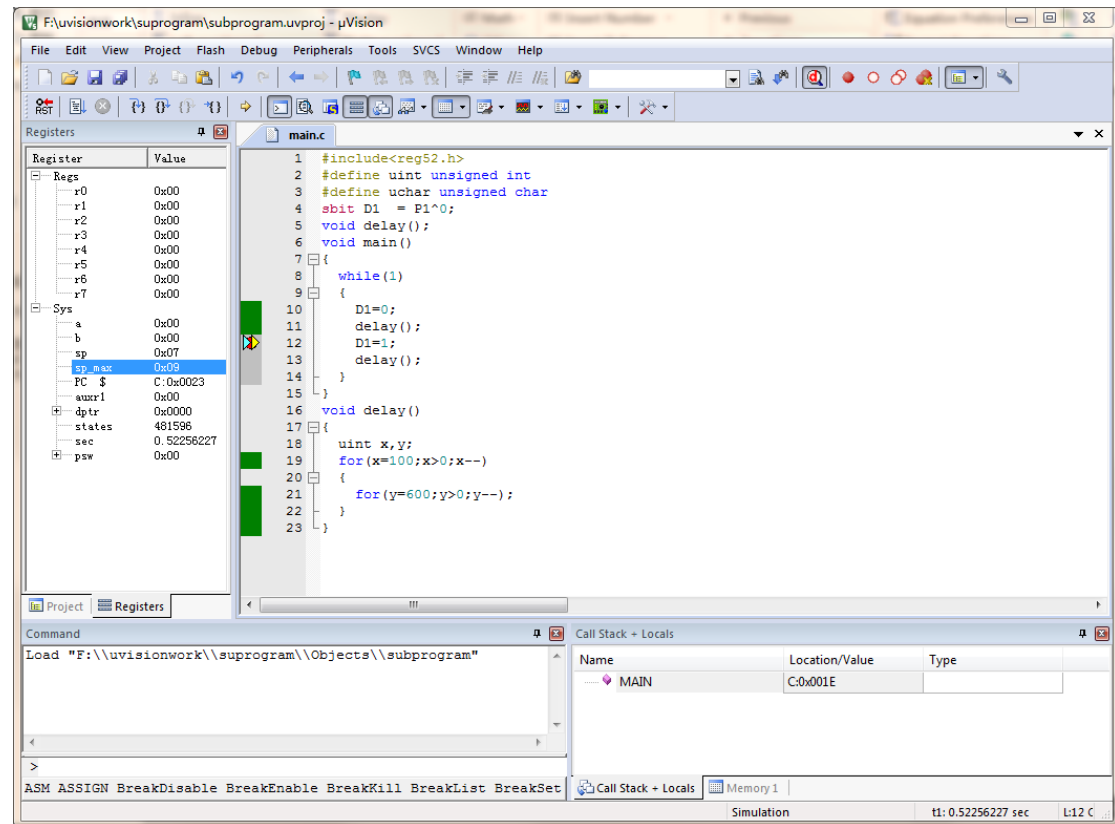 F:\uvisionwork\suprogram\subprogram.uvproj - µVision
File Edit View Project Flash Debug Peripherals Tools SVCS Window Help
RST
Registers
main.c
Register Value
Regs
r0 0x00
r1 0x00
r2 0x00
r3 0x00
r4 0x00
r5 0x00
r6 0x00
r7 0x00
Sys
a 0x00
b 0x00
sp 0x07
sp_max 0x09
PC $ C:0x0023
auxr1 0x00
dptr 0x0000
states 481596
sec 0.52256227
psw 0x00
1 #include<reg52.h>
2 #define uint unsigned int
3 #define uchar unsigned char
4 sbit D1 = P1^0;
5 void delay();
6 void main()
7 {
8 while(1)
9 {
10 D1=0;
11 delay();
12 D1=1;
13 delay();
14 }
15 }
16 void delay()
17 {
18 uint x,y;
19 for(x=100;x>0;x--)
20 {
21 for(y=600;y>0;y--);
22 }
23 }
Project Registers
Command
Load "F:\\uvisionwork\\suprogram\\Objects\\subprogram"
>
ASM ASSIGN BreakDisable BreakEnable BreakKill BreakList BreakSet
Call Stack + Locals
Name Location/Value Type
MAIN C:0x001E
Call Stack + Locals Memory 1
Simulation t1: 0.52256227 sec L:12 C